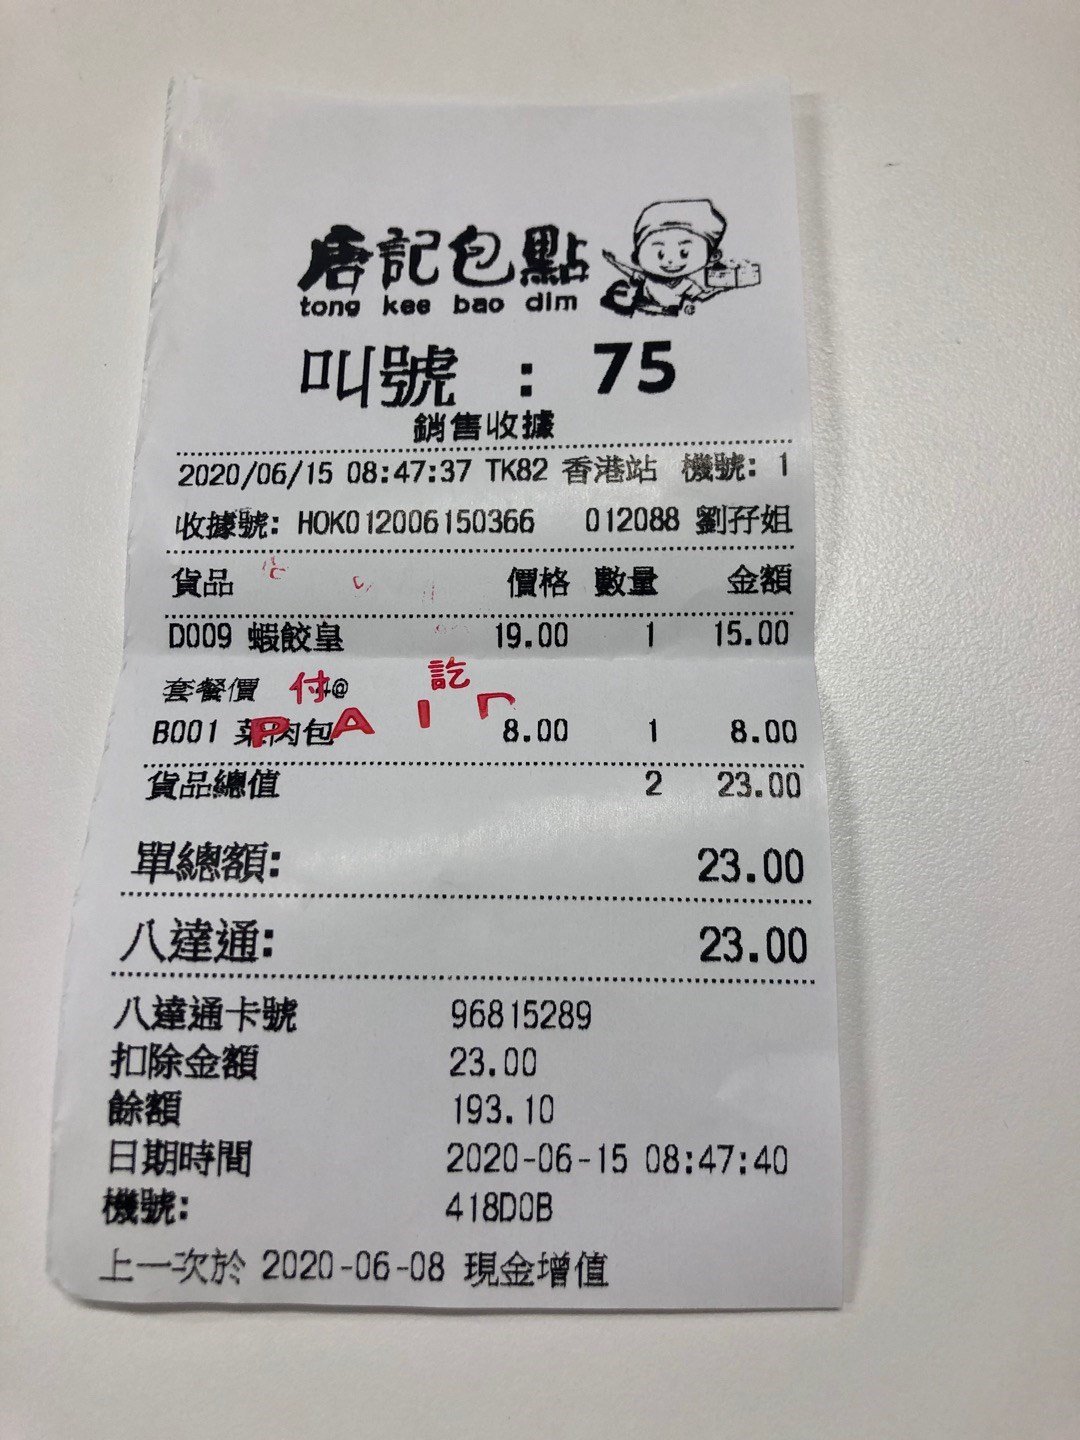 唐記包點
tong kee bao dim
叫號 : 75
銷售收據
2020/06/15 08:47:37 TK82 香港站 機號: 1
收據號: HOK012006150366 012088 劉孖姐
貨品 價格 數量 金額
D009 蝦餃皇 19.00 1 15.00
套餐價 @
付 訖
PAID
B001 菜肉包 8.00 1 8.00
貨品總值 2 23.00
單總額: 23.00
八達通: 23.00
八達通卡號 96815289
扣除金額 23.00
餘額 193.10
日期時間 2020-06-15 08:47:40
機號: 418D0B
上一次於 2020-06-08 現金增值